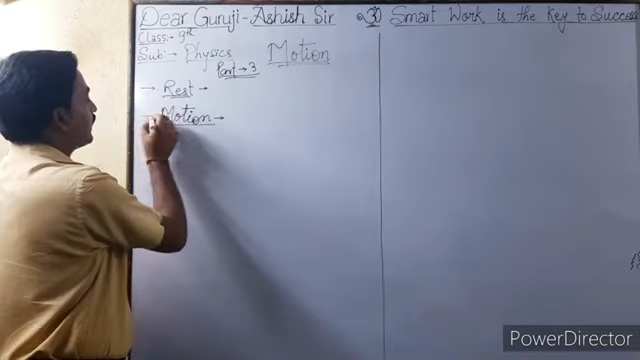 Dear Guruji-Ashish Sir ॐ Smart Work is the Key to Success
Class:- 9th
Sub:- Physics Motion
Part → 3
→ Rest →
→ Motion →
PowerDirector